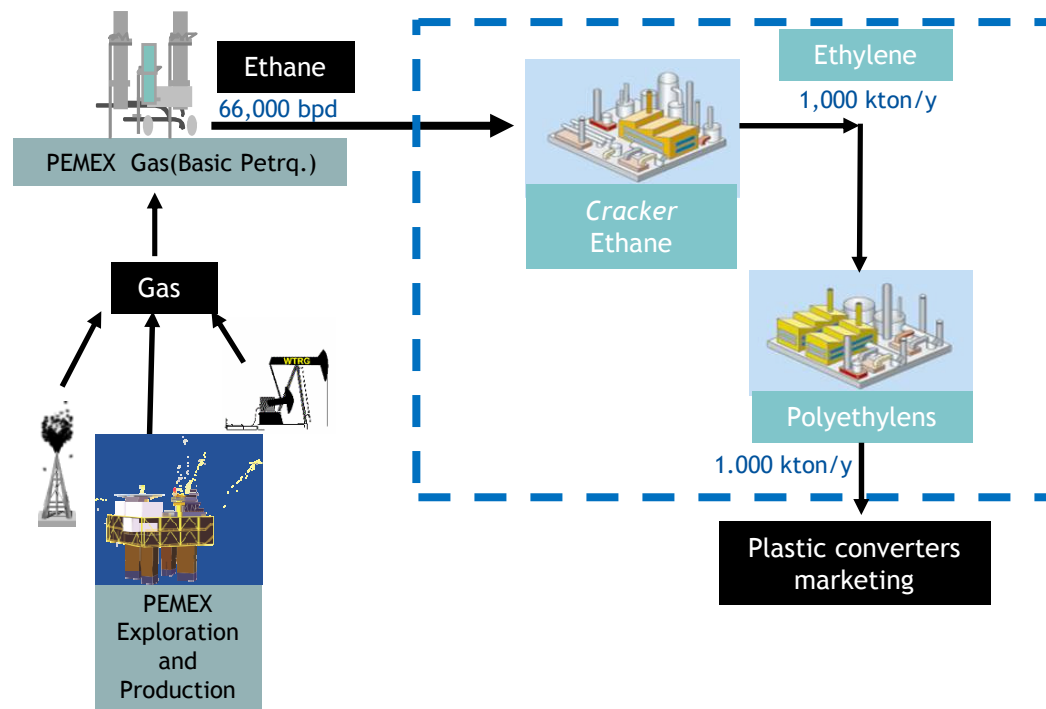 Ethane
66,000 bpd
PEMEX Gas(Basic Petrq.)
Gas
WTRG
PEMEX
Exploration
and
Production
Ethylene
1,000 kton/y
Cracker
Ethane
Polyethylens
1.000 kton/y
Plastic converters
marketing